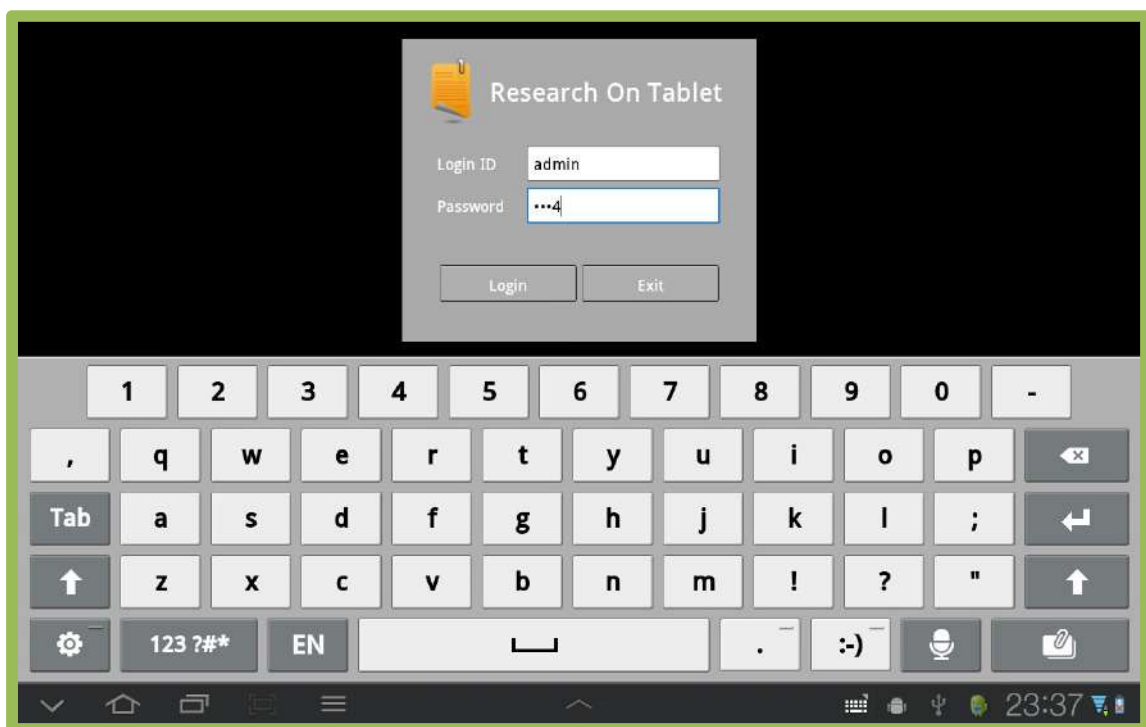 Research On Tablet
Login ID admin
Password •••4
Login Exit
1 2 3 4 5 6 7 8 9 0 -
, q w e r t y u i o p
Tab a s d f g h j k l ;
z x c v b n m ! ? "
123 ?#* EN . :-)
23:37